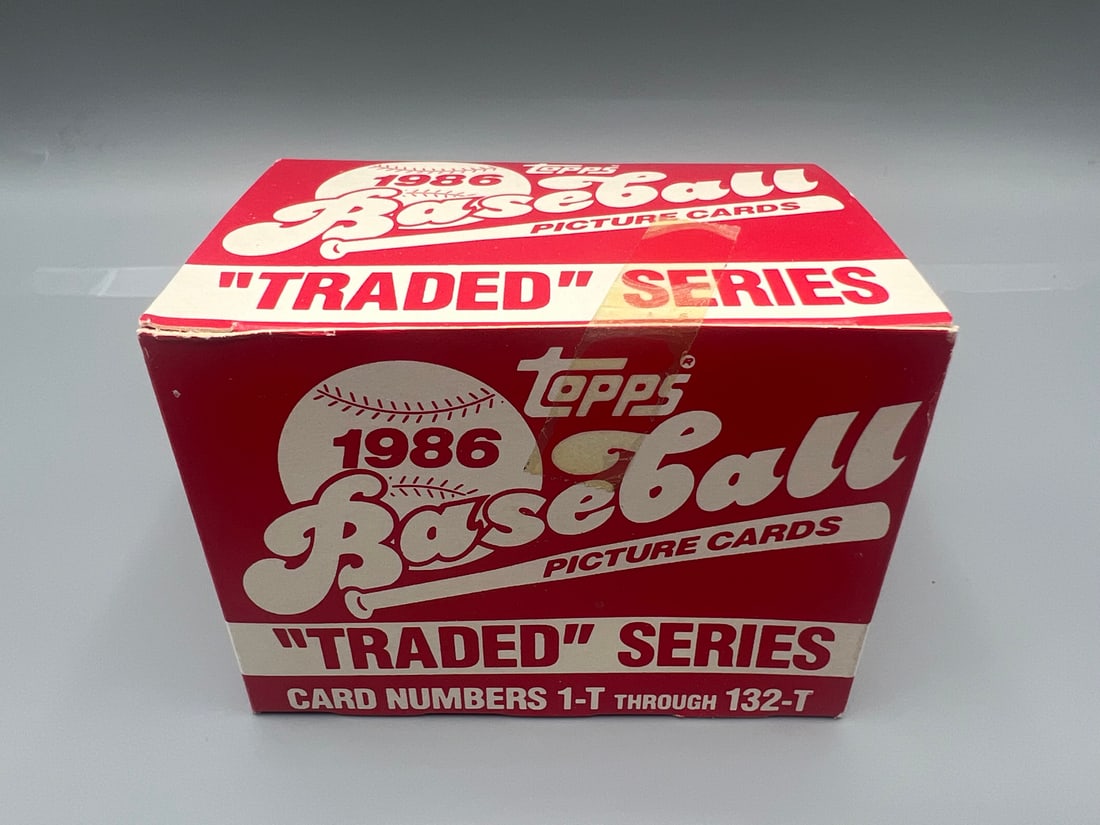 topps
1986
Baseball
PICTURE CARDS
"TRADED" SERIES
topps®
1986
Baseball
PICTURE CARDS
"TRADED" SERIES
CARD NUMBERS 1-T THROUGH 132-T